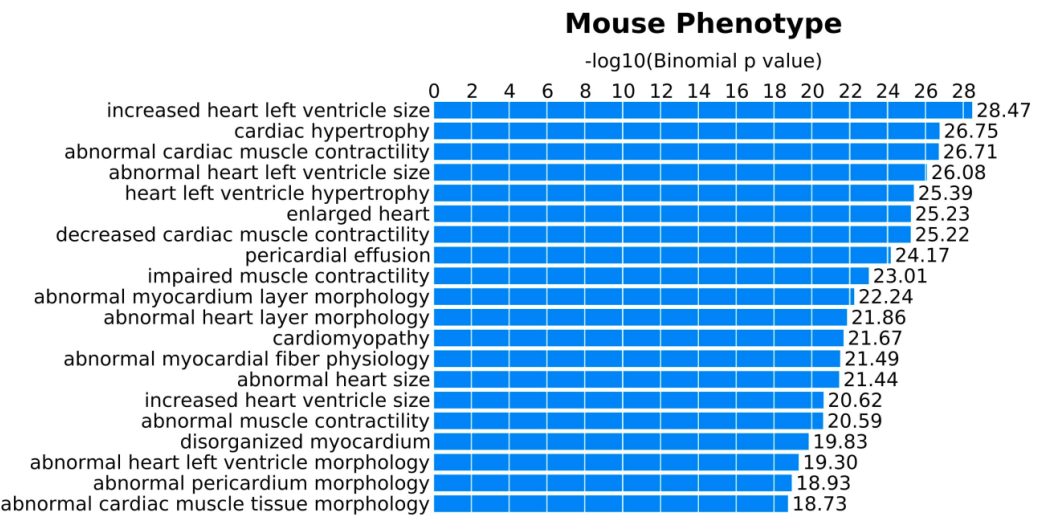 Mouse Phenotype
-log10(Binomial p value)
0 2 4 6 8 10 12 14 16 18 20 22 24 26 28
increased heart left ventricle size 28.47
cardiac hypertrophy 26.75
abnormal cardiac muscle contractility 26.71
abnormal heart left ventricle size 26.08
heart left ventricle hypertrophy 25.39
enlarged heart 25.23
decreased cardiac muscle contractility 25.22
pericardial effusion 24.17
impaired muscle contractility 23.01
abnormal myocardium layer morphology 22.24
abnormal heart layer morphology 21.86
cardiomyopathy 21.67
abnormal myocardial fiber physiology 21.49
abnormal heart size 21.44
increased heart ventricle size 20.62
abnormal muscle contractility 20.59
disorganized myocardium 19.83
abnormal heart left ventricle morphology 19.30
abnormal pericardium morphology 18.93
abnormal cardiac muscle tissue morphology 18.73